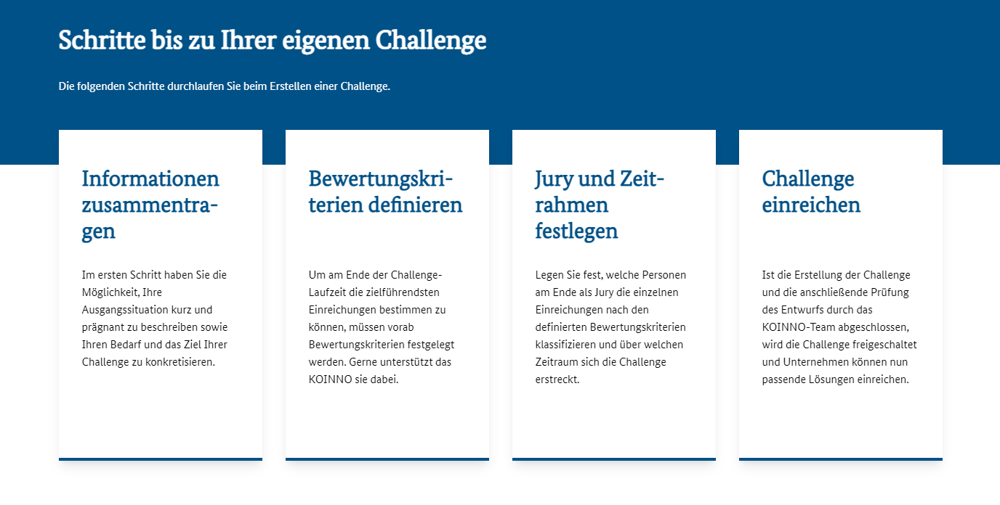 Schritte bis zu Ihrer eigenen Challenge
Die folgenden Schritte durchlaufen Sie beim Erstellen einer Challenge.
Informationen
zusammentra-
gen
Im ersten Schritt haben Sie die
Möglichkeit, Ihre
Ausgangssituation kurz und
prägnant zu beschreiben sowie
Ihren Bedarf und das Ziel Ihrer
Challenge zu konkretisieren.
Bewertungskri-
terien definieren
Um am Ende der Challenge-
Laufzeit die zielführendsten
Einreichungen bestimmen zu
können, müssen vorab
Bewertungskriterien festgelegt
werden. Gerne unterstützt das
KOINNO sie dabei.
Jury und Zeit-
rahmen
festlegen
Legen Sie fest, welche Personen
am Ende als Jury die einzelnen
Einreichungen nach den
definierten Bewertungskriterien
klassifizieren und über welchen
Zeitraum sich die Challenge
erstreckt.
Challenge
einreichen
Ist die Erstellung der Challenge
und die anschließende Prüfung
des Entwurfs durch das
KOINNO-Team abgeschlossen,
wird die Challenge freigeschaltet
und Unternehmen können nun
passende Lösungen einreichen.